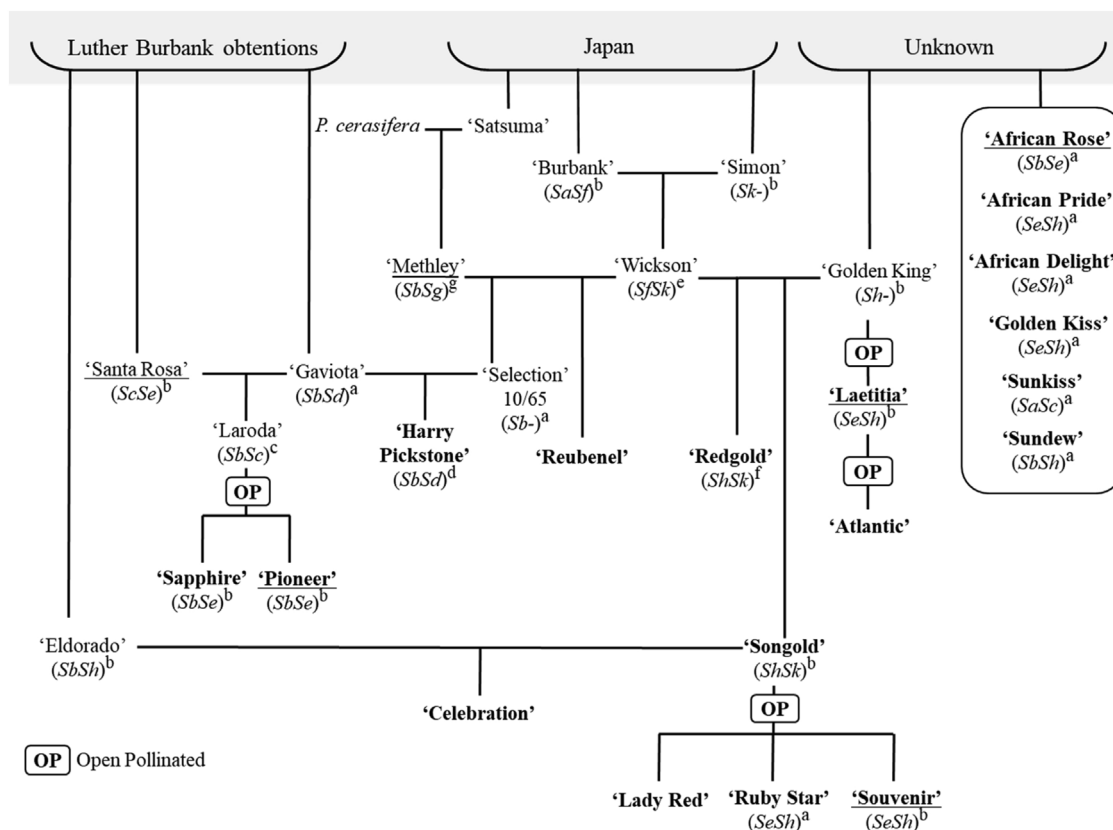 Luther Burbank obtentions
Japan
Unknown
P. cerasifera
‘Satsuma’
‘Burbank’
(SaSf)b
‘Simon’
(Sk-)b
‘African Rose’
(SbSe)a
‘African Pride’
(SeSh)a
‘African Delight’
(SeSh)a
‘Golden Kiss’
(SeSh)a
‘Sunkiss’
(SaSc)a
‘Sundew’
(SbSh)a
‘Methley’
(SbSg)g
‘Wickson’
(SfSk)e
‘Golden King’
(Sh-)b
OP
‘Laetitia’
(SeSh)b
OP
‘Atlantic’
‘Santa Rosa’
(ScSe)b
‘Gaviota’
(SbSd)a
‘Selection’
10/65
(Sb-)a
‘Laroda’
(SbSc)c
OP
‘Harry
Pickstone’
(SbSd)d
‘Reubenel’
‘Redgold’
(ShSk)f
‘Sapphire’
(SbSe)b
‘Pioneer’
(SbSe)b
‘Eldorado’
(SbSh)b
‘Songold’
(ShSk)b
‘Celebration’
OP
OP Open Pollinated
‘Lady Red’
‘Ruby Star’
(SeSh)a
‘Souvenir’
(SeSh)b